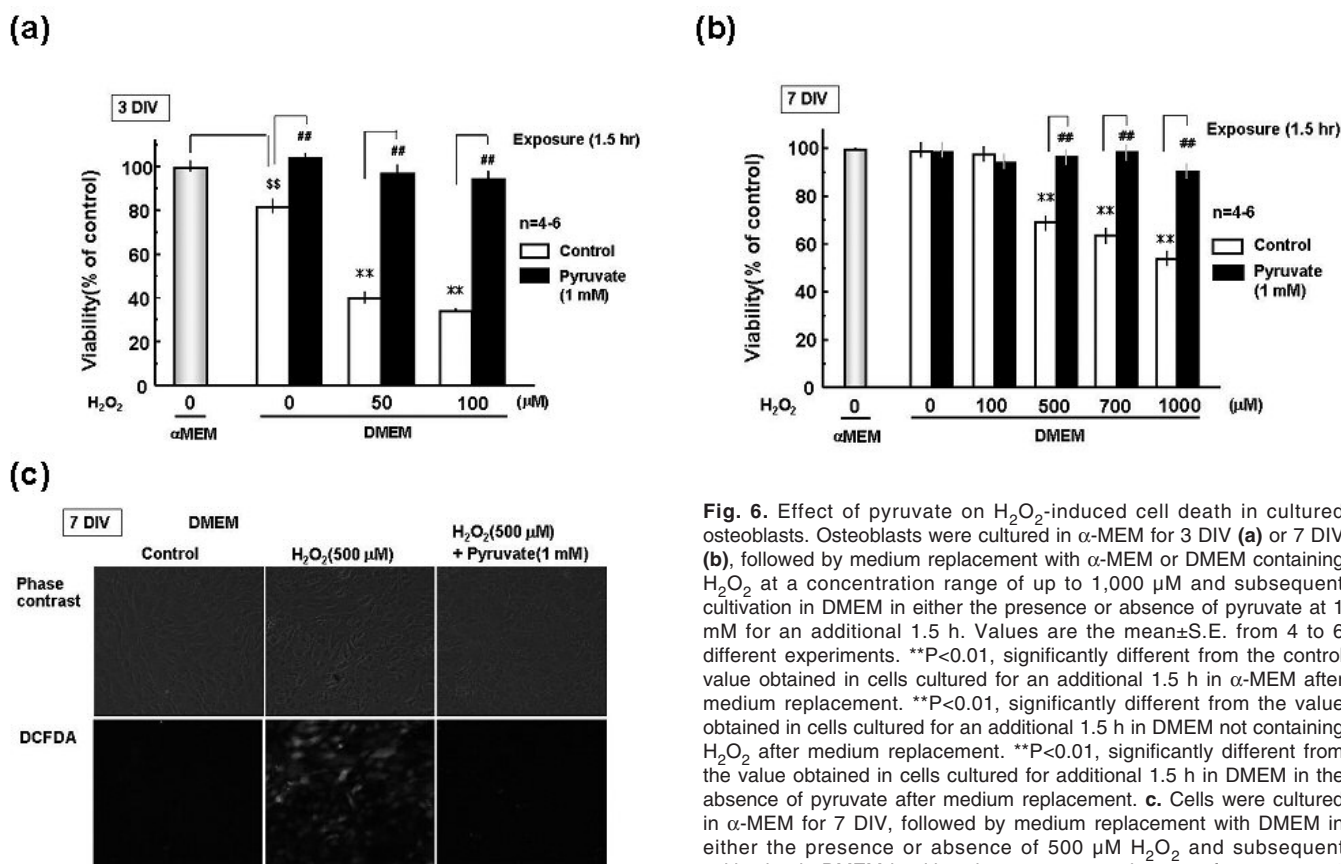 (a)
3 DIV
Exposure (1.5 hr)
##
##
##
$$
**
**
n=4-6
Control
Pyruvate
(1 mM)
Viability(% of control)
100
80
60
40
20
0
H₂O₂ 0 0 50 100 (μM)
αMEM DMEM
(b)
7 DIV
Exposure (1.5 hr)
##
##
##
**
**
**
n=4-6
Control
Pyruvate
(1 mM)
Viability(% of control)
100
80
60
40
20
0
H₂O₂ 0 0 100 500 700 1000 (μM)
αMEM DMEM
(c)
7 DIV DMEM
Control H₂O₂(500 μM) H₂O₂(500 μM)
+ Pyruvate(1 mM)
Phase
contrast
DCFDA
Fig. 6. Effect of pyruvate on H₂O₂-induced cell death in cultured
osteoblasts. Osteoblasts were cultured in α-MEM for 3 DIV (a) or 7 DIV
(b), followed by medium replacement with α-MEM or DMEM containing
H₂O₂ at a concentration range of up to 1,000 μM and subsequent
cultivation in DMEM in either the presence or absence of pyruvate at 1
mM for an additional 1.5 h. Values are the mean±S.E. from 4 to 6
different experiments. **P<0.01, significantly different from the control
value obtained in cells cultured for an additional 1.5 h in α-MEM after
medium replacement. **P<0.01, significantly different from the value
obtained in cells cultured for an additional 1.5 h in DMEM not containing
H₂O₂ after medium replacement. **P<0.01, significantly different from
the value obtained in cells cultured for additional 1.5 h in DMEM in the
absence of pyruvate after medium replacement. c. Cells were cultured
in α-MEM for 7 DIV, followed by medium replacement with DMEM in
either the presence or absence of 500 μM H₂O₂ and subsequent